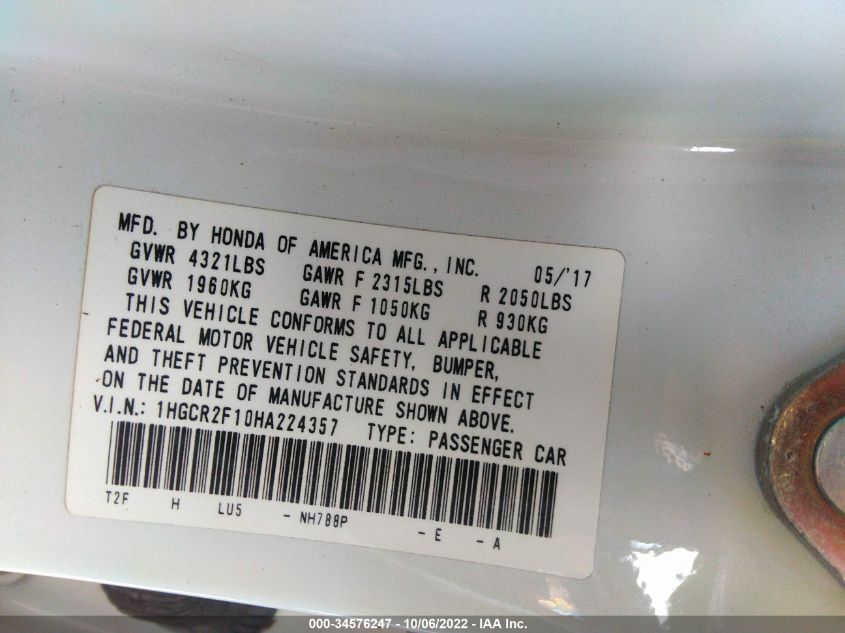 MFD. BY HONDA OF AMERICA MFG., INC. 05/'17
GVWR 4321LBS GAWR F 2315LBS R 2050LBS
GVWR 1960KG GAWR F 1050KG R 930KG
THIS VEHICLE CONFORMS TO ALL APPLICABLE
FEDERAL MOTOR VEHICLE SAFETY, BUMPER,
AND THEFT PREVENTION STANDARDS IN EFFECT
ON THE DATE OF MANUFACTURE SHOWN ABOVE.
V.I.N.: 1HGCR2F10HA224357 TYPE: PASSENGER CAR
T2F H LU5 - NH788P - E - A
000-34576247 - 10/06/2022 - IAA Inc.